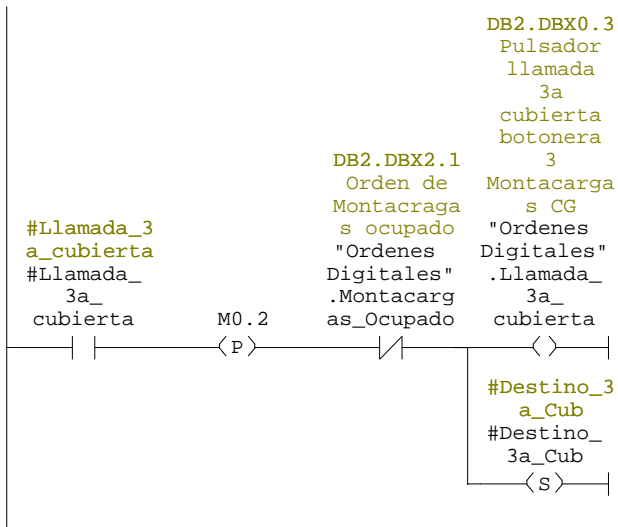 DB2.DBX0.3
Pulsador
llamada
3a
cubierta
botonera
3
Montacarga
s CG
"Ordenes
Digitales"
.Llamada_
3a_
cubierta
DB2.DBX2.1
Orden de
Montacraga
s ocupado
"Ordenes
Digitales"
.Montacarg
as_Ocupado
#Llamada_3
a_cubierta
#Llamada_
3a_
cubierta
M0.2
P
#Destino_3
a_Cub
#Destino_
3a_Cub
S